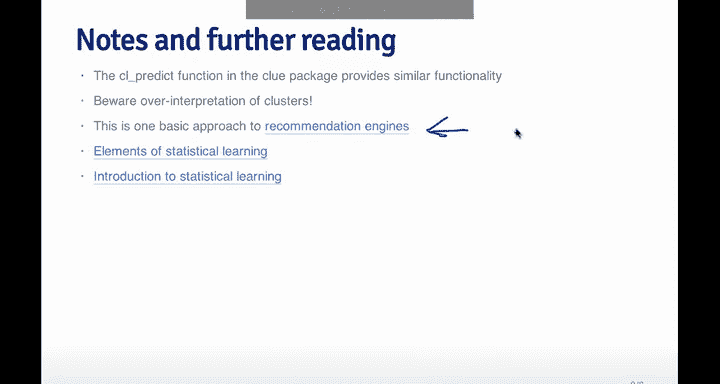 Notes and further reading
The cl_predict function in the clue package provides similar functionality
Beware over-interpretation of clusters!
This is one basic approach to recommendation engines
Elements of statistical learning
Introduction to statistical learning